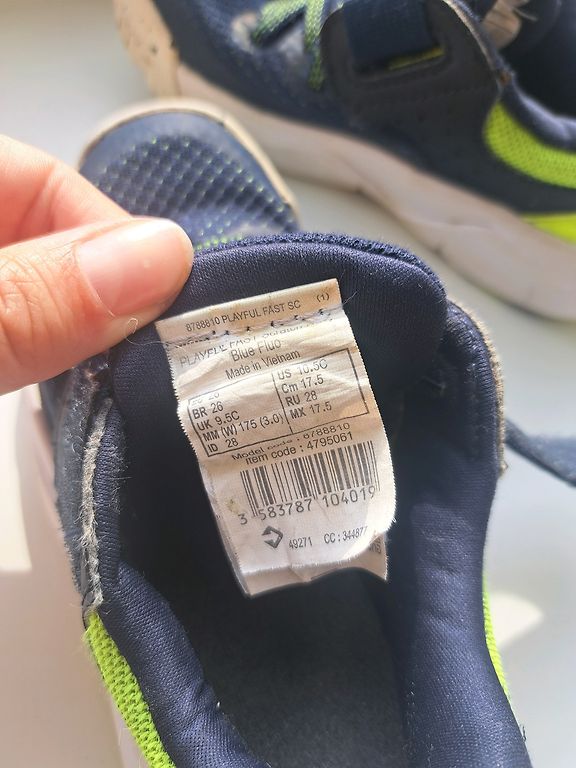 8788810 PLAYFUL FAST SC (1)
PLAYFUL FAST
Blue Fluo
Made in Vietnam
US 10.5C
BR 26 Cm 17.5
UK 9.5C RU 28
MM (W) 175 (3.0) MX 17.5
ID 28
Model code : 8788810
Item code : 4795061
3 583787 104019
49271 CC : 344877